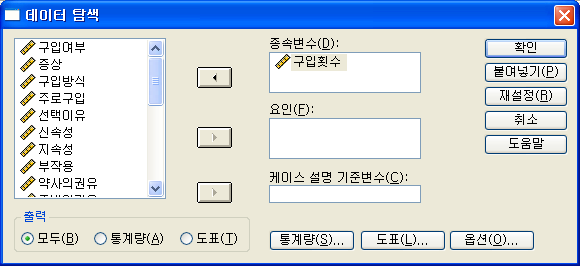 데이터 탐색
구입여부
증상
구입방식
주로구입
선택이유
신속성
지속성
부작용
약사의권유
종속변수(D):
구입횟수
요인(F):
케이스 설명 기준변수(C):
확인
붙여넣기(P)
재설정(R)
취소
도움말
출력
모두(B) 통계량(A) 도표(T)
통계량(S)... 도표(L)... 옵션(O)...